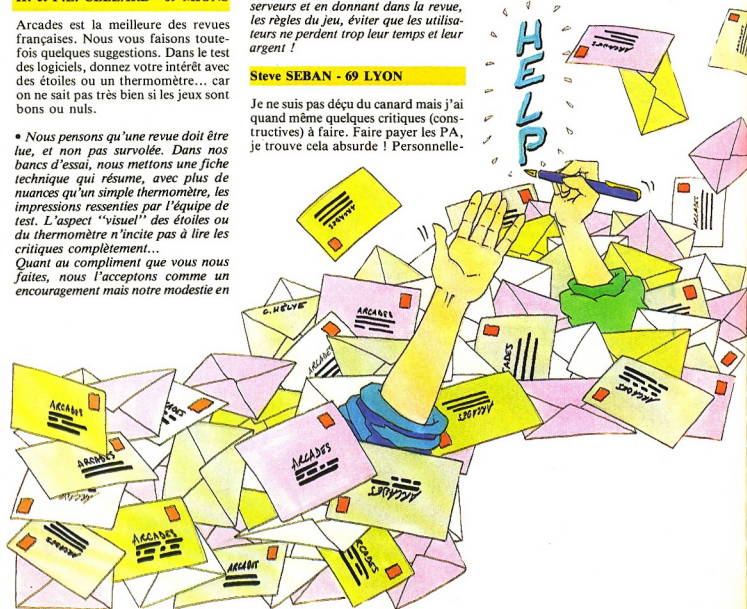 Arcades est la meilleure des revues
françaises. Nous vous faisons toute-
fois quelques suggestions. Dans le test
des logiciels, donnez votre intérêt avec
des étoiles ou un thermomètre... car
on ne sait pas très bien si les jeux sont
bons ou nuls.
• Nous pensons qu'une revue doit être
lue, et non pas survolée. Dans nos
bancs d'essai, nous mettons une fiche
technique qui résume, avec plus de
nuances qu'un simple thermomètre, les
impressions ressenties par l'équipe de
test. L'aspect "visuel" des étoiles ou
du thermomètre n'incite pas à lire les
critiques complètement...
Quant au compliment que vous nous
faites, nous l'acceptons comme un
encouragement mais notre modestie en
serveurs et en donnant dans la revue,
les règles du jeu, éviter que les utilisa-
teurs ne perdent trop leur temps et leur
argent !
Steve SEBAN - 69 LYON
Je ne suis pas déçu du canard mais j'ai
quand même quelques critiques (cons-
tructives) à faire. Faire payer les PA,
je trouve cela absurde ! Personnelle-
HELP
ARCADES
ARCADES
G. HELYE
ARCADES
ARCADES
ARCADES
ARCADES
ARCADES
ARCADES
ARCADES
ARCADES
ARCADES
ARCADES
ARCADES